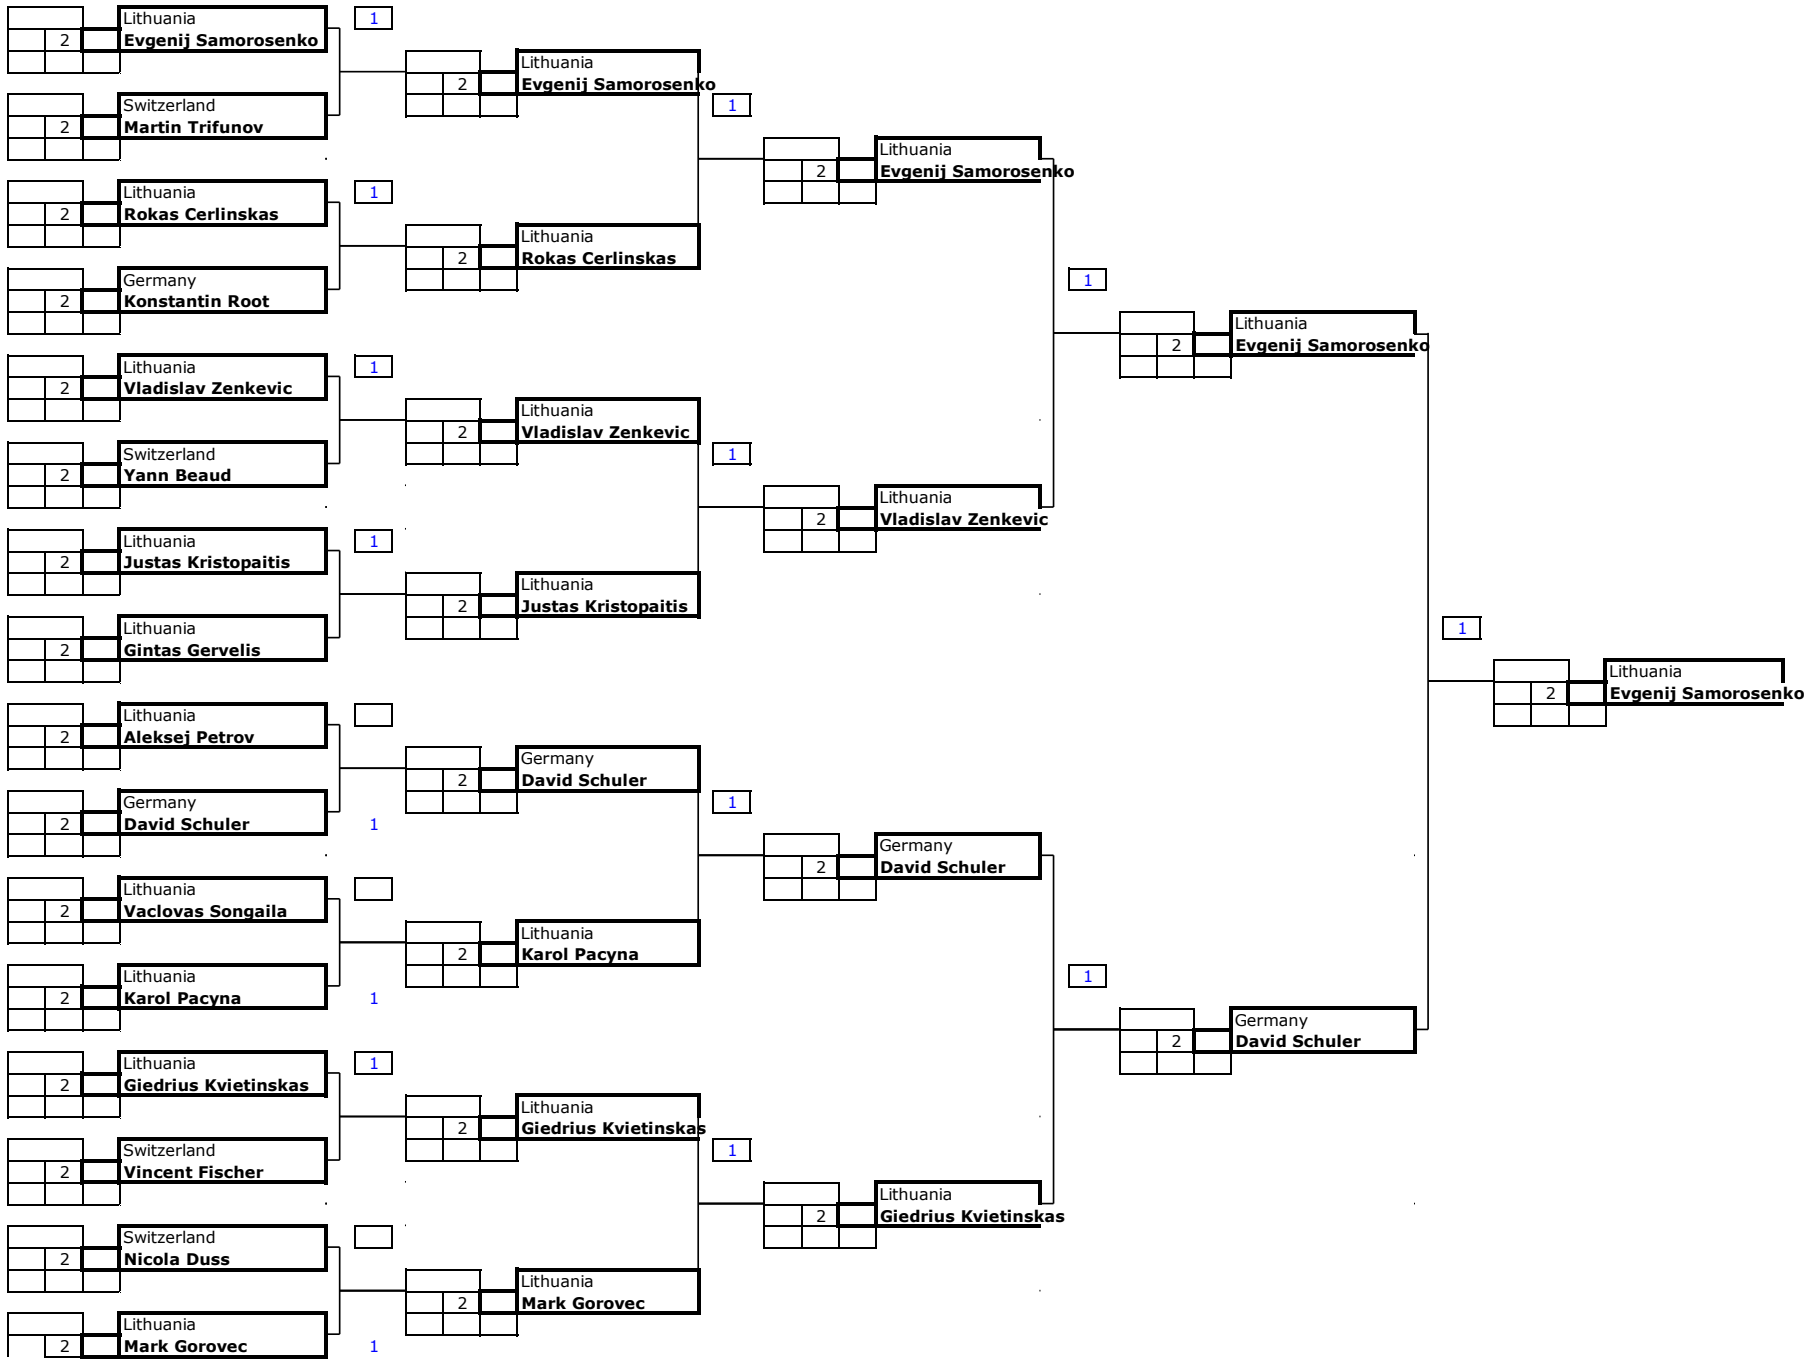 Lithuania
1
2
Evgenij Samorosenko
Lithuania
2
Evgenij Samorosenko
Switzerland
1
2
Martin Trifunov
Lithuania
2
Evgenij Samorosenko
Lithuania
1
2
Rokas Cerlinskas
Lithuania
2
Rokas Cerlinskas
Germany
1
2
Konstantin Root
Lithuania
2
Evgenij Samorosenko
Lithuania
1
2
Vladislav Zenkevic
Lithuania
2
Vladislav Zenkevic
Switzerland
1
2
Yann Beaud
Lithuania
2
Vladislav Zenkevic
Lithuania
1
2
Justas Kristopaitis
Lithuania
2
Justas Kristopaitis
Lithuania
1
2
Gintas Gervelis
Lithuania
2
Evgenij Samorosenko
Lithuania
2
Aleksej Petrov
Germany
2
David Schuler
Germany
1
2
David Schuler
1
Germany
2
David Schuler
Lithuania
2
Vaclovas Songaila
Lithuania
2
Karol Pacyna
Lithuania
1
2
Karol Pacyna
1
Germany
2
David Schuler
Lithuania
1
2
Giedrius Kvietinskas
Lithuania
2
Giedrius Kvietinskas
Switzerland
1
2
Vincent Fischer
Lithuania
2
Giedrius Kvietinskas
Switzerland
2
Nicola Duss
Lithuania
2
Mark Gorovec
Lithuania
2
Mark Gorovec
1